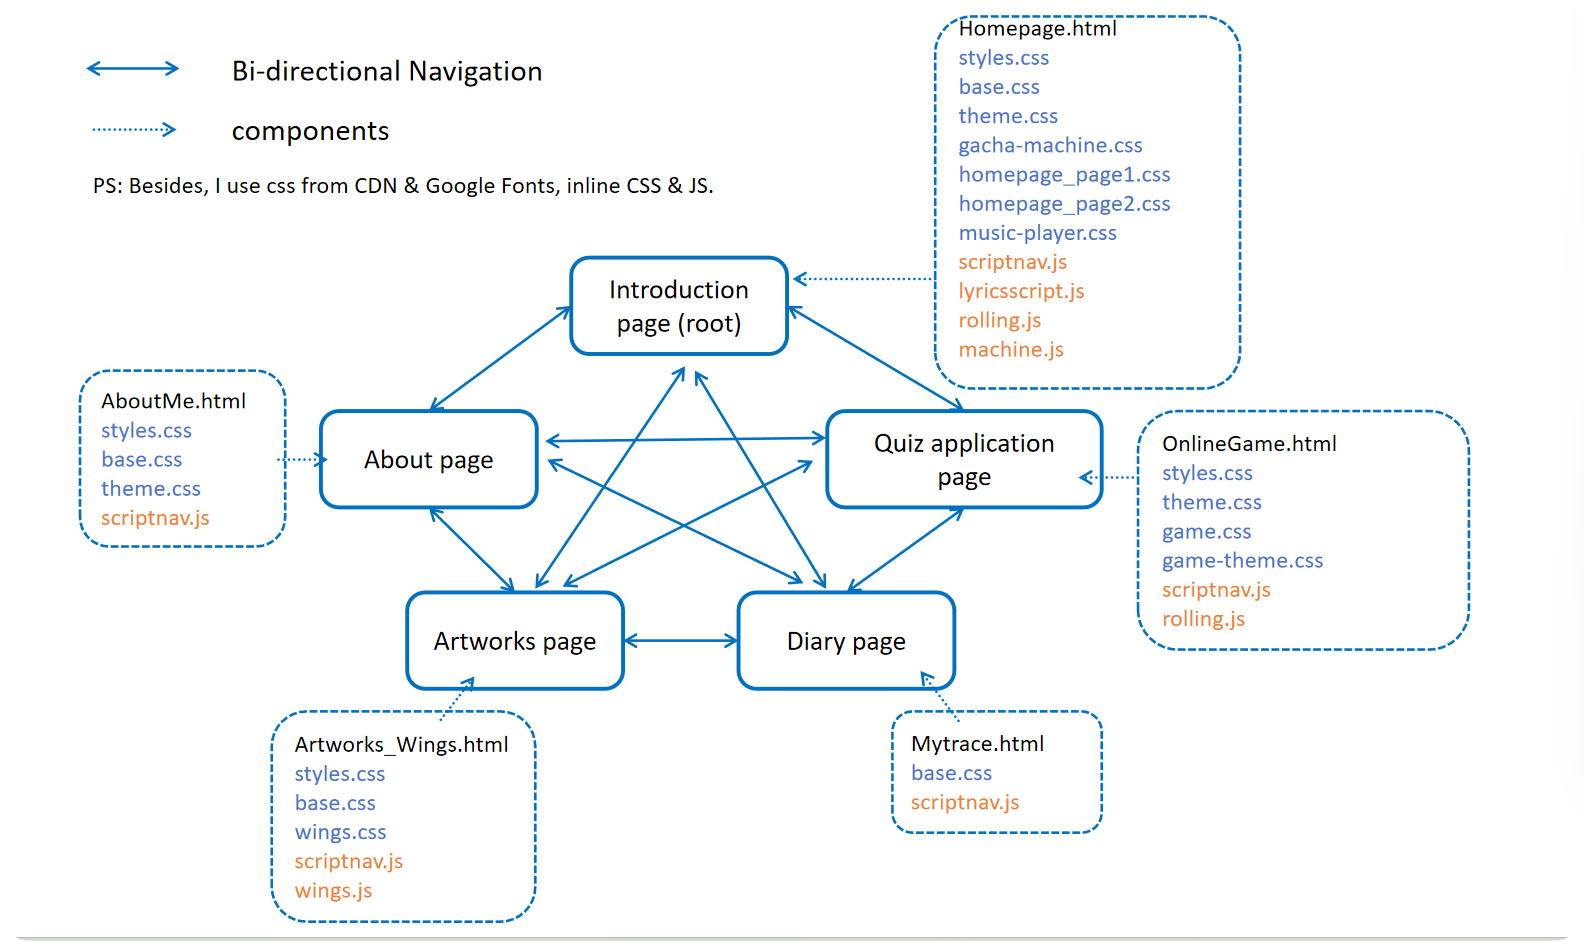 Bi-directional Navigation
components
PS: Besides, I use css from CDN & Google Fonts, inline CSS & JS.
Homepage.html
styles.css
base.css
theme.css
gacha-machine.css
homepage_page1.css
homepage_page2.css
music-player.css
scriptnav.js
lyricsscript.js
rolling.js
machine.js
Introduction
page (root)
AboutMe.html
styles.css
base.css
theme.css
scriptnav.js
About page
Quiz application
page
OnlineGame.html
styles.css
theme.css
game.css
game-theme.css
scriptnav.js
rolling.js
Artworks page
Diary page
Artworks_Wings.html
styles.css
base.css
wings.css
scriptnav.js
wings.js
Mytrace.html
base.css
scriptnav.js